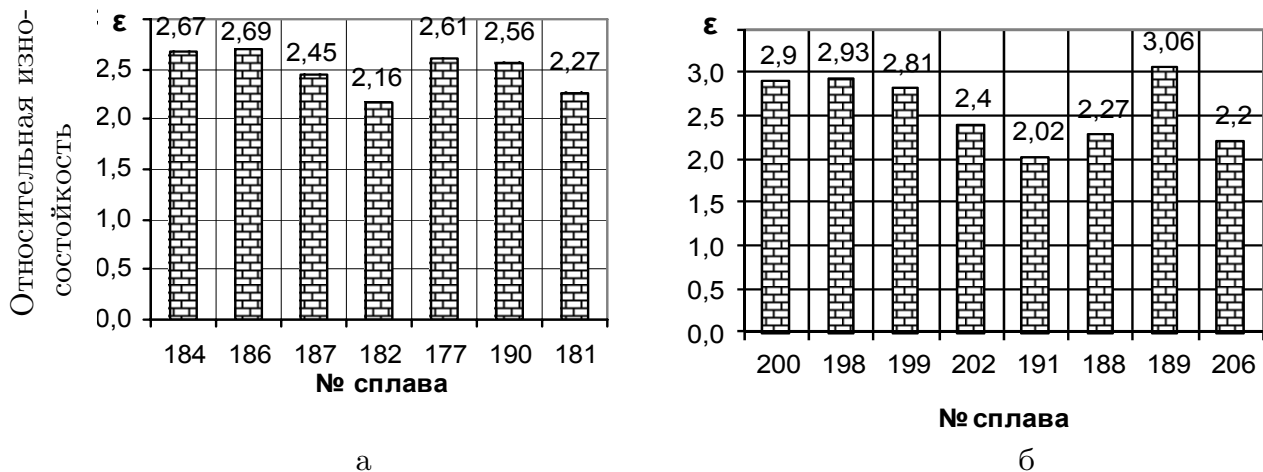 Относительная изно-
состойкость
ε
2,67 2,69 2,45 2,16 2,61 2,56 2,27
2,5
2,0
1,5
1,0
0,5
0,0
184 186 187 182 177 190 181
№ сплава
а
ε
2,9 2,93 2,81 2,4 2,02 2,27 3,06 2,2
3,0
2,5
2,0
1,5
1,0
0,5
0,0
200 198 199 202 191 188 189 206
№ сплава
б